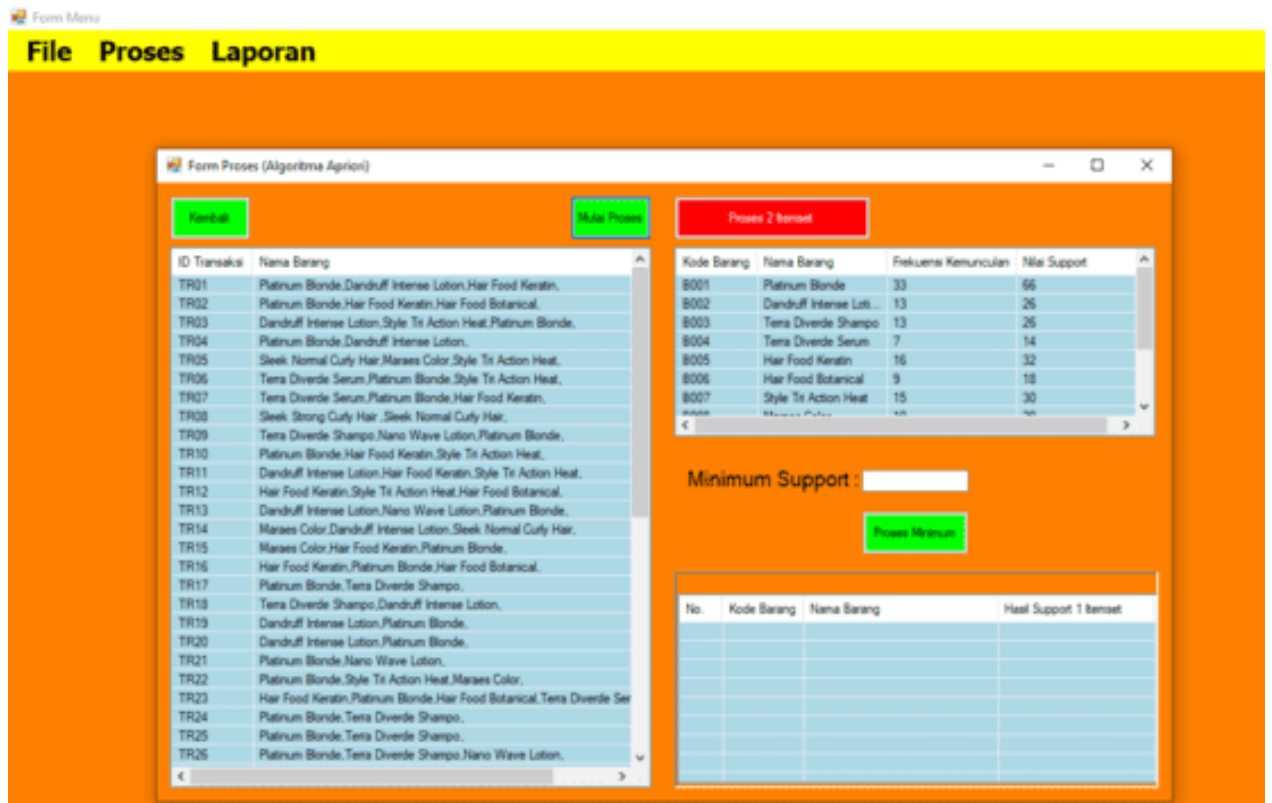 Form Menu
File Proses Laporan
Form Proses (Algoritma Apriori)
Kembali
Mulai Proses
Proses 2 Itemset
ID Transaksi Nama Barang
TR01 Platinum Blonde,Dandruff Intense Lotion,Hair Food Keratin,
TR02 Platinum Blonde,Hair Food Keratin,Hair Food Botanical,
TR03 Dandruff Intense Lotion,Style Tri Action Heat,Platinum Blonde,
TR04 Platinum Blonde,Dandruff Intense Lotion,
TR05 Sleek Normal Curly Hair,Maraes Color,Style Tri Action Heat,
TR06 Terra Diverde Serum,Platinum Blonde,Style Tri Action Heat,
TR07 Terra Diverde Serum,Platinum Blonde,Hair Food Keratin,
TR08 Sleek Strong Curly Hair ,Sleek Normal Curly Hair,
TR09 Terra Diverde Shampo,Nano Wave Lotion,Platinum Blonde,
TR10 Platinum Blonde,Hair Food Keratin,Style Tri Action Heat,
TR11 Dandruff Intense Lotion,Hair Food Keratin,Style Tri Action Heat,
TR12 Hair Food Keratin,Style Tri Action Heat,Hair Food Botanical,
TR13 Dandruff Intense Lotion,Nano Wave Lotion,Platinum Blonde,
TR14 Maraes Color,Dandruff Intense Lotion,Sleek Normal Curly Hair,
TR15 Maraes Color,Hair Food Keratin,Platinum Blonde,
TR16 Hair Food Keratin,Platinum Blonde,Hair Food Botanical,
TR17 Platinum Blonde,Terra Diverde Shampo,
TR18 Terra Diverde Shampo,Dandruff Intense Lotion,
TR19 Dandruff Intense Lotion,Platinum Blonde,
TR20 Dandruff Intense Lotion,Platinum Blonde,
TR21 Platinum Blonde,Nano Wave Lotion,
TR22 Platinum Blonde,Style Tri Action Heat,Maraes Color,
TR23 Hair Food Keratin,Platinum Blonde,Hair Food Botanical,Terra Diverde Ser
TR24 Platinum Blonde,Terra Diverde Shampo,
TR25 Platinum Blonde,Terra Diverde Shampo,
TR26 Platinum Blonde,Terra Diverde Shampo,Nano Wave Lotion,
Kode Barang Nama Barang Frekuensi Kemunculan Nilai Support
B001 Platinum Blonde 33 66
B002 Dandruff Intense Loti... 13 26
B003 Terra Diverde Shampo 13 26
B004 Terra Diverde Serum 7 14
B005 Hair Food Keratin 16 32
B006 Hair Food Botanical 9 18
B007 Style Tri Action Heat 15 30
Minimum Support :
Proses Minimum
No. Kode Barang Nama Barang Hasil Support 1 Itemset